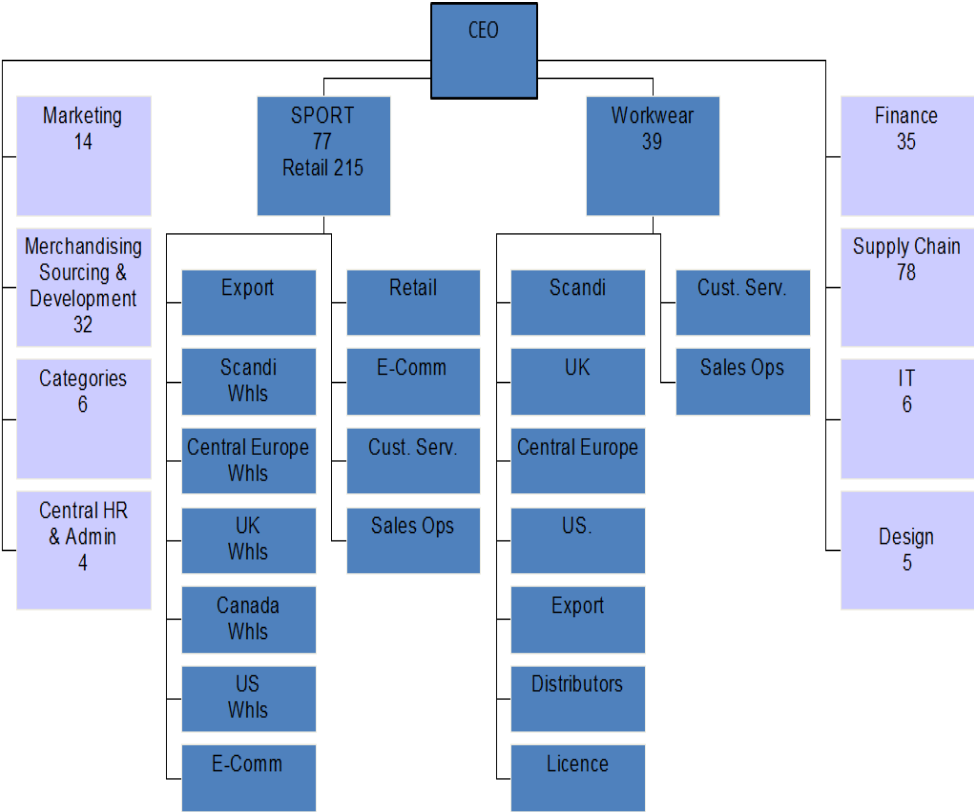 CEO
Marketing
14
Merchandising
Sourcing &
Development
32
Categories
6
Central HR
& Admin
4
SPORT
77
Retail 215
Export
Scandi
Whls
Central Europe
Whls
UK
Whls
Canada
Whls
US
Whls
E-Comm
Retail
E-Comm
Cust. Serv.
Sales Ops
Workwear
39
Scandi
UK
Central Europe
US.
Export
Distributors
Licence
Cust. Serv.
Sales Ops
Finance
35
Supply Chain
78
IT
6
Design
5